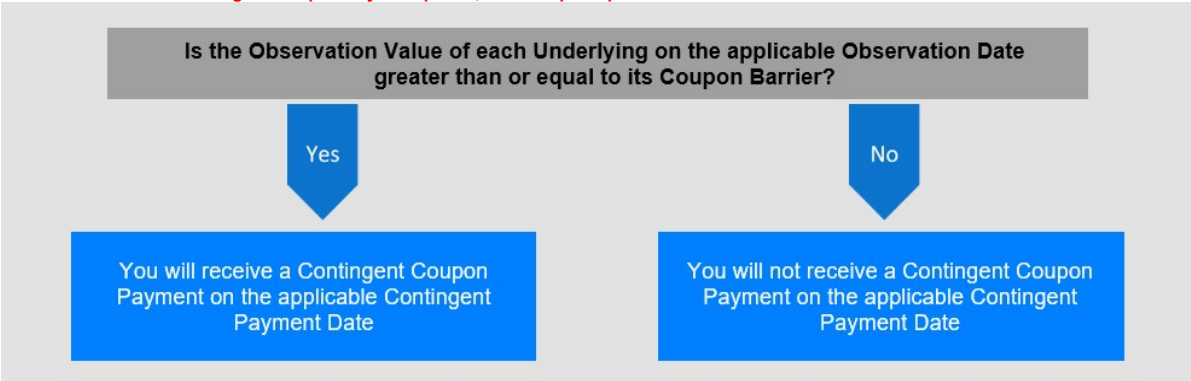 Is the Observation Value of each Underlying on the applicable Observation Date
greater than or equal to its Coupon Barrier?
Yes
No
You will receive a Contingent Coupon
Payment on the applicable Contingent
Payment Date
You will not receive a Contingent Coupon
Payment on the applicable Contingent
Payment Date